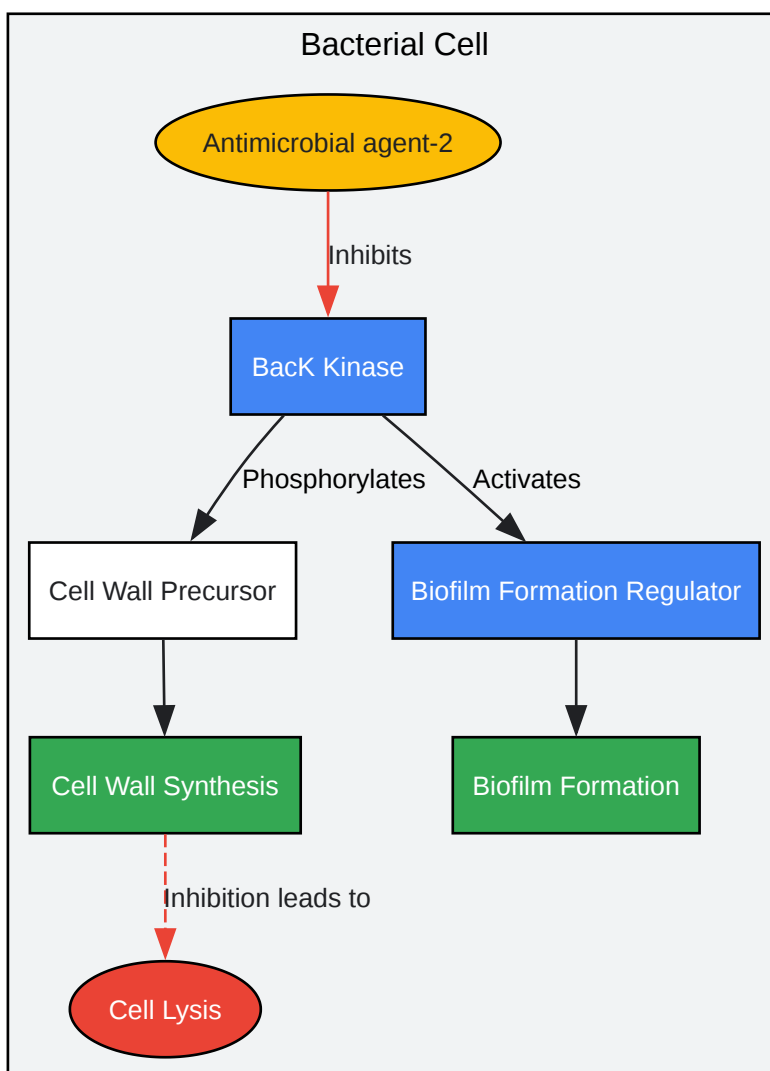 Bacterial Cell
Antimicrobial agent-2
Inhibits
BacK Kinase
Phosphorylates
Activates
Cell Wall Precursor
Biofilm Formation Regulator
Cell Wall Synthesis
Biofilm Formation
Inhibition leads to
Cell Lysis